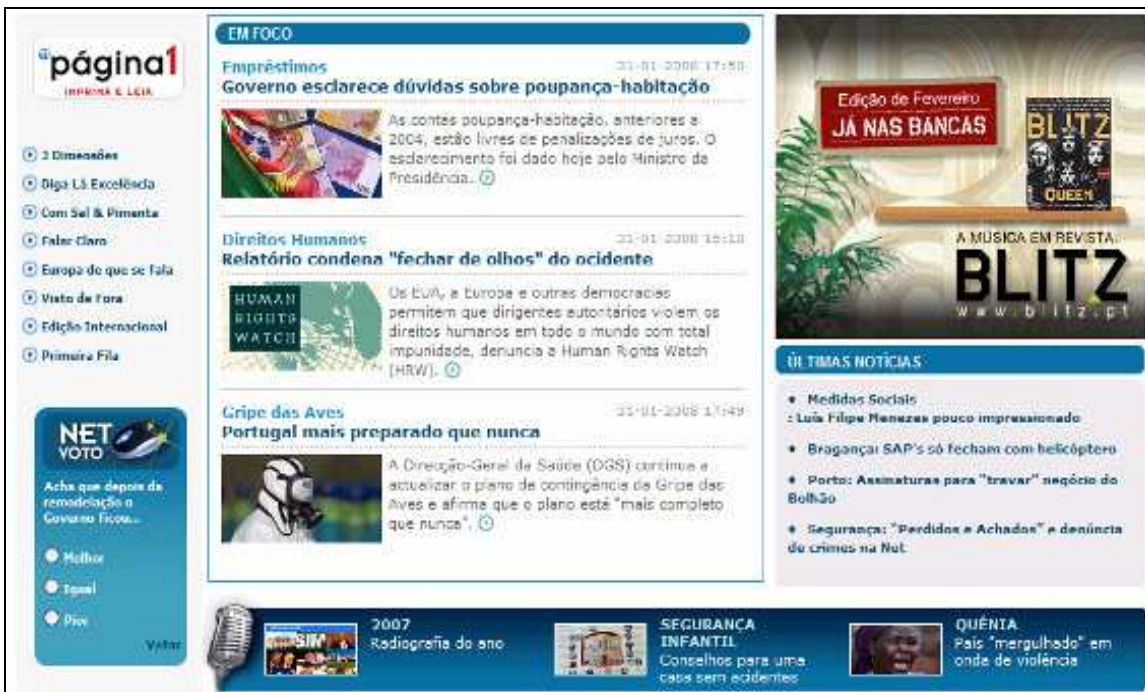 página1
IMPRIMA E LEIA
3 Dimensões
Diga Lá Excelência
Com Sal & Pimenta
Falar Claro
Europa de que se fala
Visto de Fora
Edição Internacional
Primeira Fila
NET
VOTO
Acha que depois da
remodelação o
Governo ficou...
Melhor
Igual
Pior
Votar
EM FOCO
Empréstimos
31-01-2008 17:50
Governo esclarece dúvidas sobre poupança-habitação
As contas poupança-habitação, anteriores a
2004, estão livres de penalizações de juros. O
esclarecimento foi dado hoje pelo Ministro da
Presidência.
Direitos Humanos
31-01-2008
Relatório condena "fechar de olhos" do ocidente
HUMAN
RIGHTS
WATCH
Os EUA, a Europa e outras democracias
permitem que dirigentes autoritários violem os
direitos humanos em todo o mundo com total
impunidade, denuncia a Human Rights Watch
(HRW).
Gripe das Aves
31-01-2008 17:49
Portugal mais preparado que nunca
A Direcção-Geral da Saúde (DGS) continua a
actualizar o plano de contingência da Gripe das
Aves e afirma que o plano está "mais completo
que nunca".
Edição de Fevereiro
JÁ NAS BANCAS
BLITZ
QUEEN
A MÚSICA EM REVISTA.
BLITZ
www.blitz.pt
ÚLTIMAS NOTÍCIAS
Medidas Sociais
: Luís Filipe Menezes pouco impressionado
Bragança: SAP's só fecham com helicóptero
Porto: Assinaturas para "travar" negócio do
Bolhão
Segurança: "Perdidos e Achados" e denúncia
de crimes na Net
SIM
2007
Radiografia do ano
SEGURANÇA
INFANTIL
Conselhos para uma
casa sem acidentes
QUÉNIA
País "mergulhado" em
onda de violência